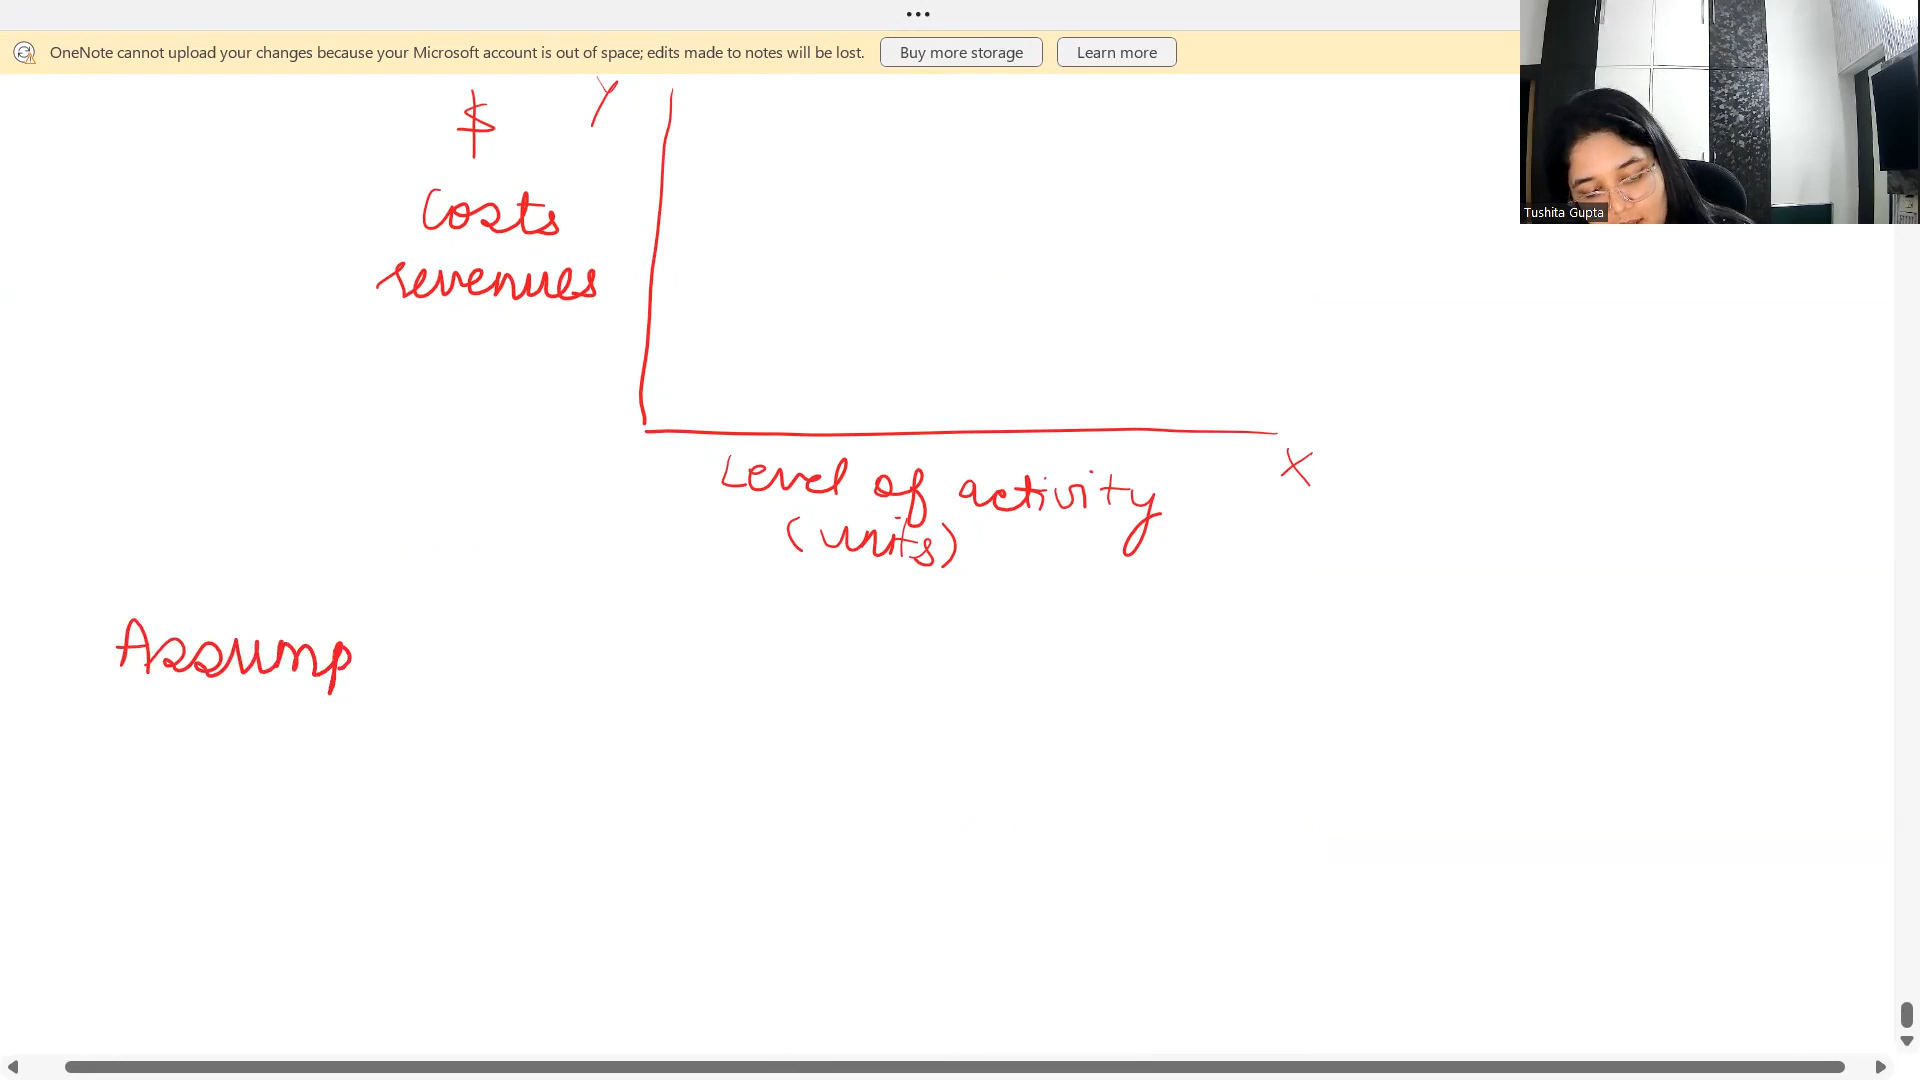 •••
OneNote cannot upload your changes because your Microsoft account is out of space; edits made to notes will be lost. Buy more storage Learn more
$ Y
Costs
revenues
Level of activity X
(units)
Assump
Tushita Gupta